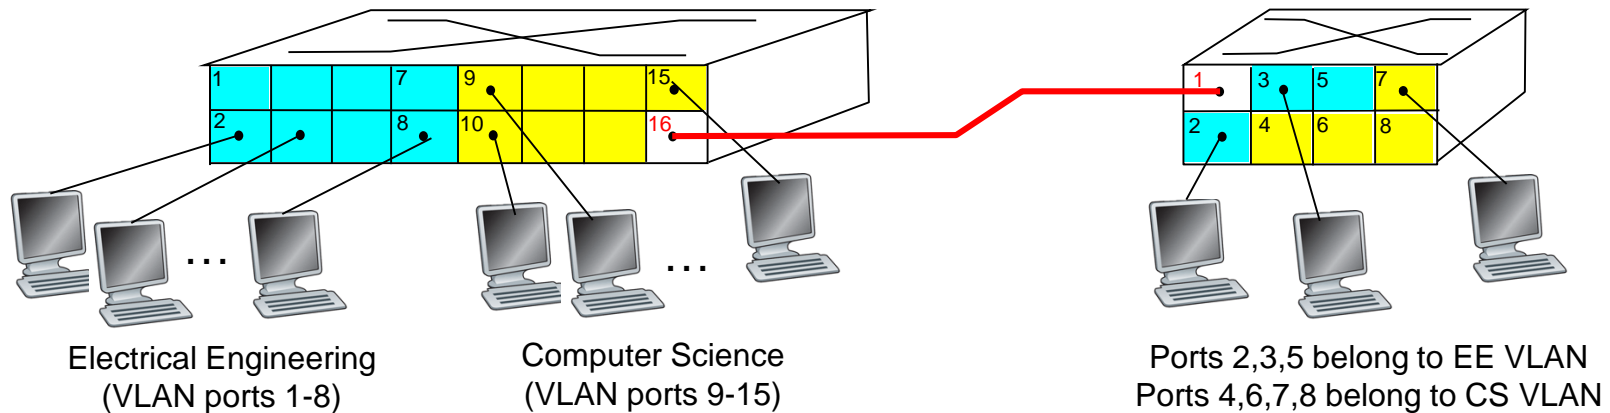 1 7 9 15
2 8 10 16
1 3 5 7
2 4 6 8
...
...
Electrical Engineering
(VLAN ports 1-8)
Computer Science
(VLAN ports 9-15)
Ports 2,3,5 belong to EE VLAN
Ports 4,6,7,8 belong to CS VLAN